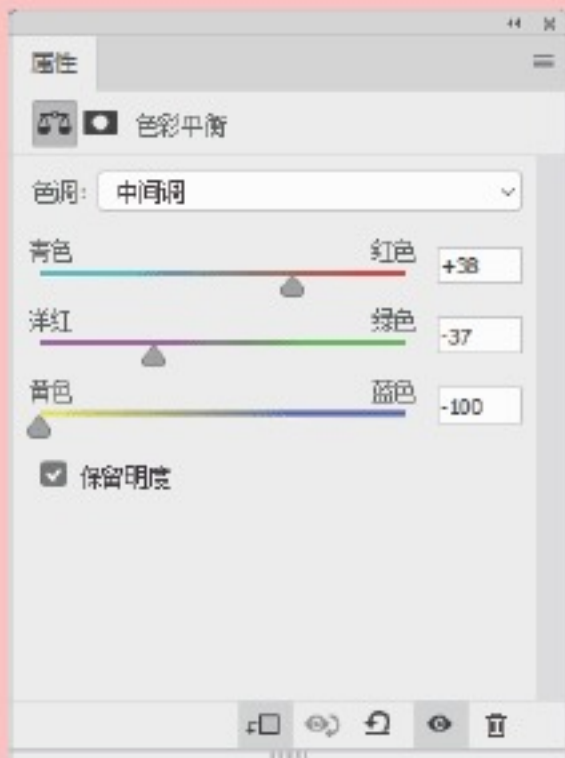 属性
色彩平衡
色调: 中间调
青色 红色 +38
洋红 绿色 -37
黄色 蓝色 -100
保留明度